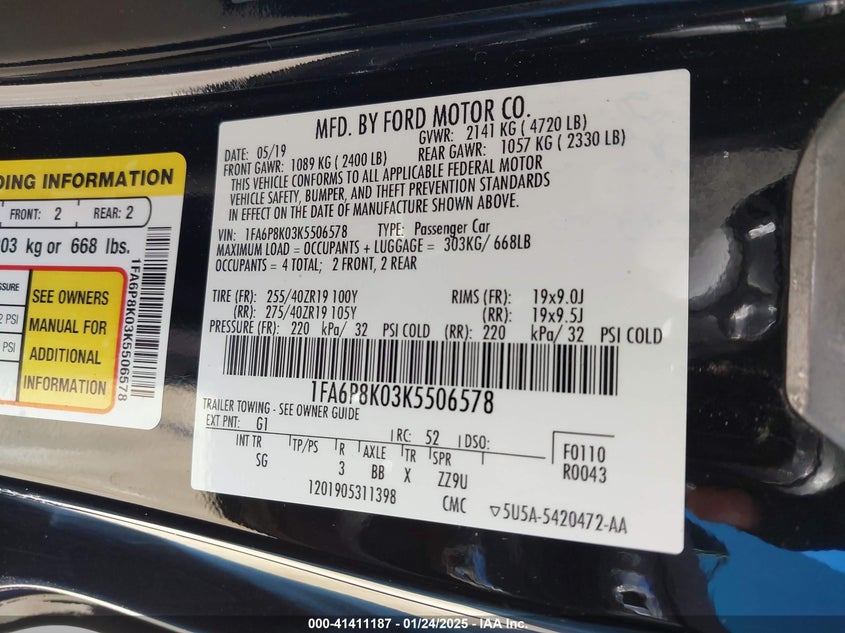 DING INFORMATION
FRONT: 2 REAR: 2
03 kg or 668 lbs.
SSURE
2 PSI
PSI
SEE OWNERS
MANUAL FOR
ADDITIONAL
INFORMATION
1FA6P8K03K5506578
MFD. BY FORD MOTOR CO.
DATE: 05/19 GVWR: 2141 KG ( 4720 LB)
FRONT GAWR: 1089 KG ( 2400 LB) REAR GAWR: 1057 KG ( 2330 LB)
THIS VEHICLE CONFORMS TO ALL APPLICABLE FEDERAL MOTOR
VEHICLE SAFETY, BUMPER, AND THEFT PREVENTION STANDARDS
IN EFFECT ON THE DATE OF MANUFACTURE SHOWN ABOVE.
VIN: 1FA6P8K03K5506578 TYPE: Passenger Car
MAXIMUM LOAD = OCCUPANTS + LUGGAGE = 303KG/ 668LB
OCCUPANTS = 4 TOTAL; 2 FRONT, 2 REAR
TIRE (FR): 255/40ZR19 100Y RIMS (FR): 19x9.0J
(RR): 275/40ZR19 105Y (RR): 19x9.5J
PRESSURE (FR): 220 kPa/ 32 PSI COLD (RR): 220 kPa/ 32 PSI COLD
1FA6P8K03K5506578
TRAILER TOWING - SEE OWNER GUIDE
EXT PNT: G1 RC: 52 DSO:
INT TR TP/PS R AXLE TR SPR F0110
SG 3 BB X ZZ9U R0043
1201905311398 CMC ▽5U5A-5420472-AA
000-41411187 - 01/24/2025 - IAA Inc.